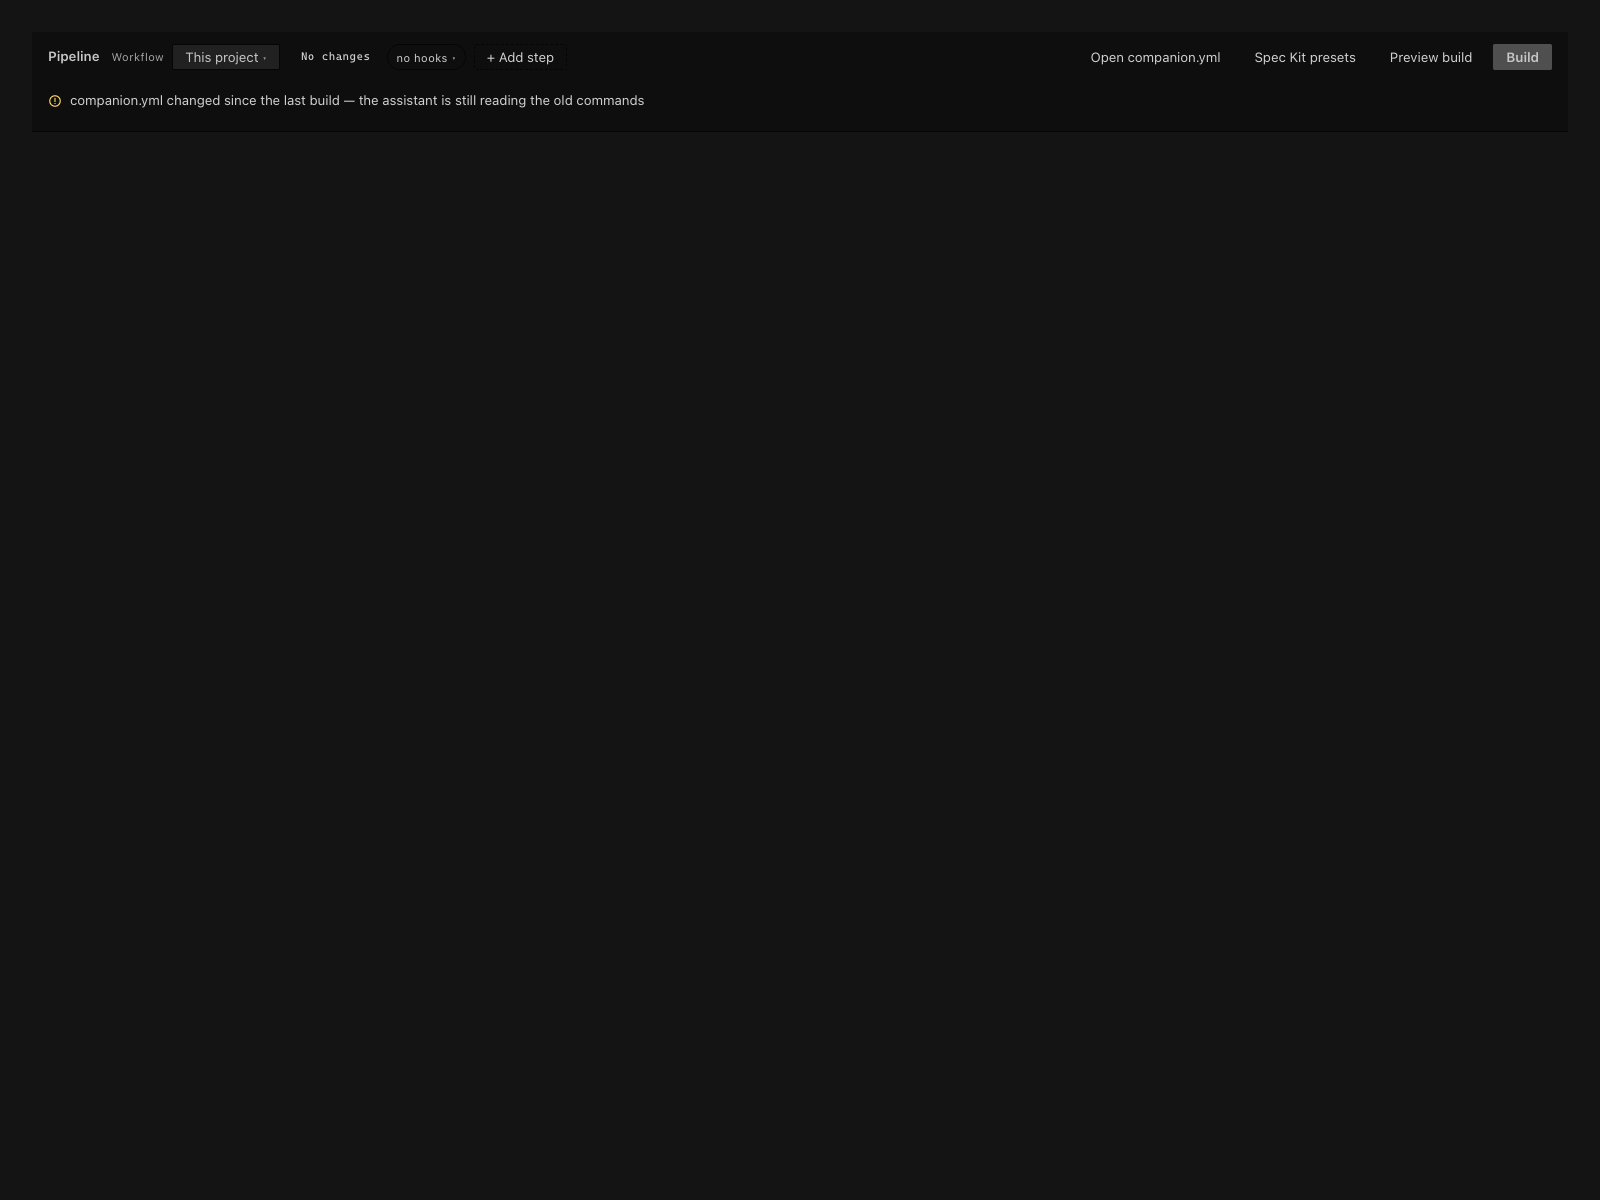 Pipeline Workflow This project No changes no hooks + Add step Open companion.yml Spec Kit presets Preview build Build
companion.yml changed since the last build — the assistant is still reading the old commands